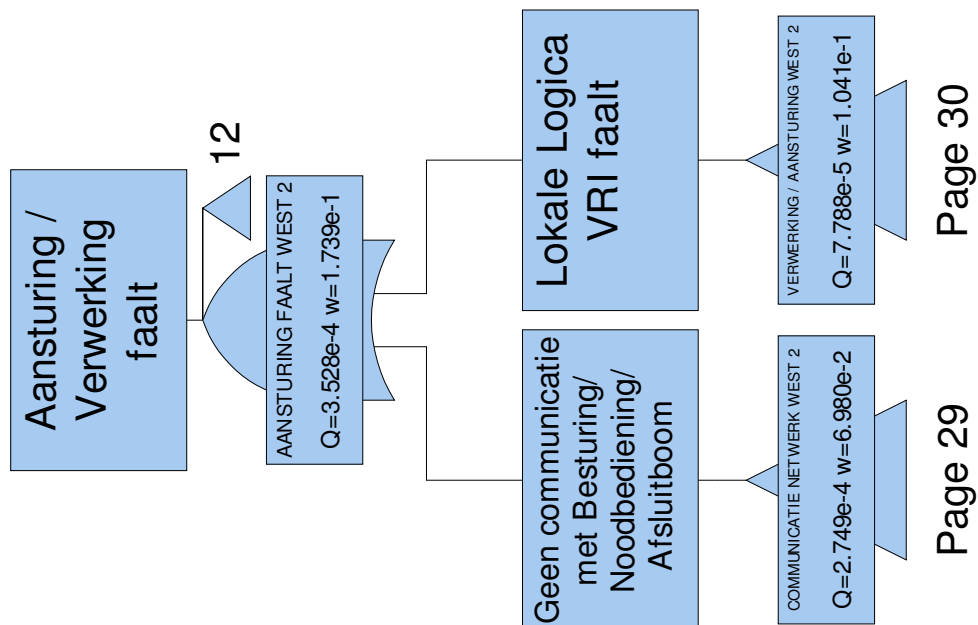 Aansturing /
Verwerking
faalt
12
AANSTURING FAALT WEST 2
Q=3.528e-4 w=1.739e-1
Geen communicatie
met Besturing/
Noodbediening/
Afsluitboom
COMMUNICATIE NETWERK WEST 2
Q=2.749e-4 w=6.980e-2
Page 29
Lokale Logica
VRI faalt
VERWERKING / AANSTURING WEST 2
Q=7.788e-5 w=1.041e-1
Page 30